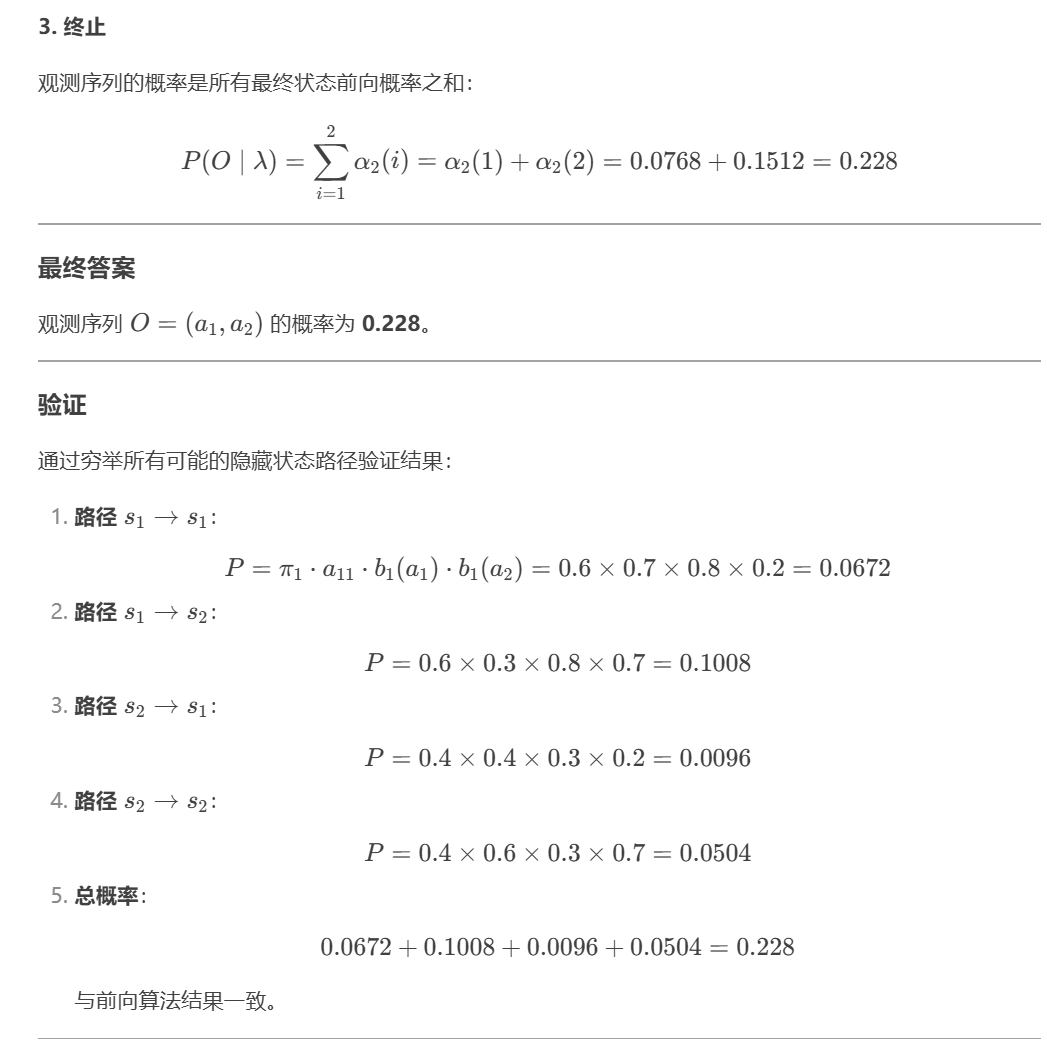 3. 终止
观测序列的概率是所有最终状态前向概率之和：
$$P(O \mid \lambda) = \sum_{i=1}^{2} \alpha_2(i) = \alpha_2(1) + \alpha_2(2) = 0.0768 + 0.1512 = 0.228$$
最终答案
观测序列 $O = (a_1, a_2)$ 的概率为 0.228。
验证
通过穷举所有可能的隐藏状态路径验证结果：
1. 路径 $s_1 \to s_1$：
$$P = \pi_1 \cdot a_{11} \cdot b_1(a_1) \cdot b_1(a_2) = 0.6 \times 0.7 \times 0.8 \times 0.2 = 0.0672$$
2. 路径 $s_1 \to s_2$：
$$P = 0.6 \times 0.3 \times 0.8 \times 0.7 = 0.1008$$
3. 路径 $s_2 \to s_1$：
$$P = 0.4 \times 0.4 \times 0.3 \times 0.2 = 0.0096$$
4. 路径 $s_2 \to s_2$：
$$P = 0.4 \times 0.6 \times 0.3 \times 0.7 = 0.0504$$
5. 总概率：
$$0.0672 + 0.1008 + 0.0096 + 0.0504 = 0.228$$
与前向算法结果一致。